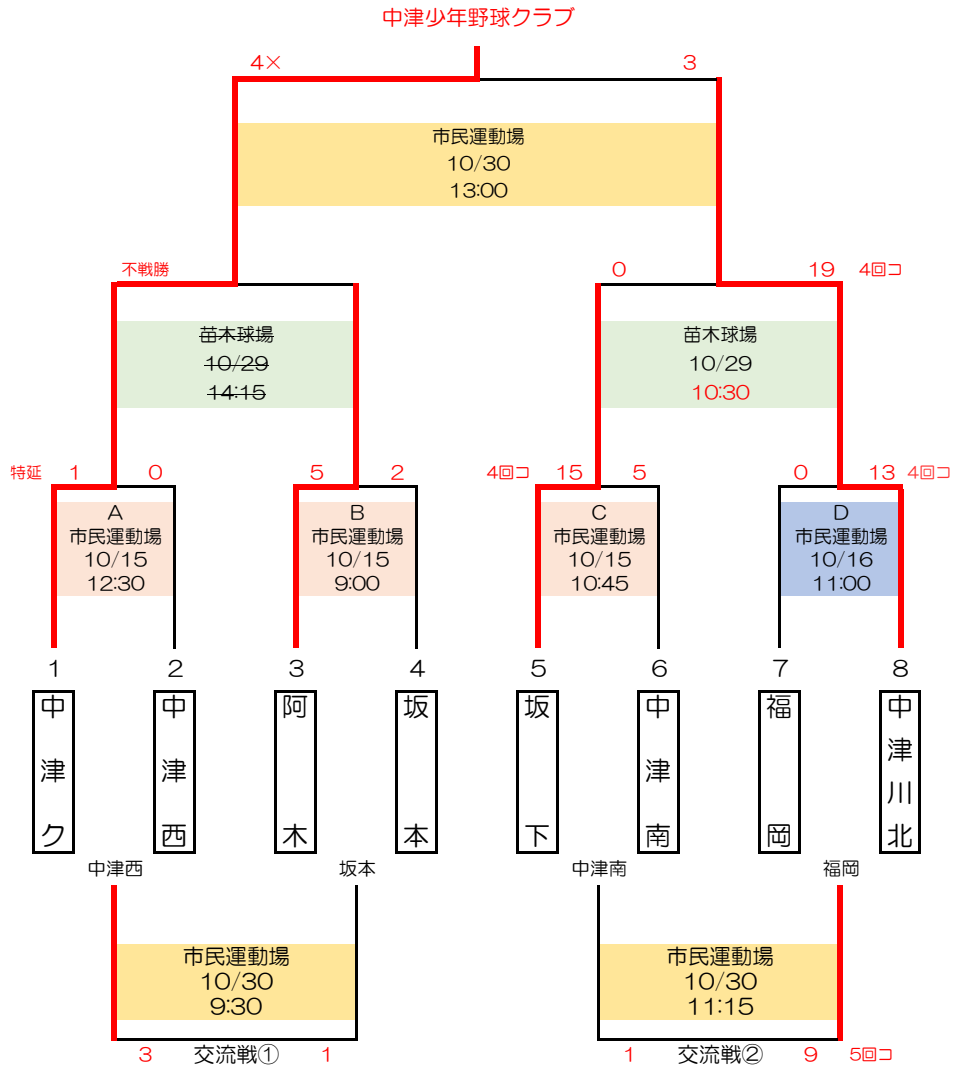 中津少年野球クラブ
4×
3
市民運動場
10/30
13:00
不戦勝
0
19
4回コ
苗木球場
10/29
14:15
苗木球場
10/29
10:30
特延
1
0
5
2
4回コ
15
5
0
13
4回コ
A
市民運動場
10/15
12:30
B
市民運動場
10/15
9:00
C
市民運動場
10/15
10:45
D
市民運動場
10/16
11:00
1
2
3
4
5
6
7
8
中津ク
中津西
阿木
坂本
坂下
中津南
福岡
中津川北
中津西
坂本
中津南
福岡
市民運動場
10/30
9:30
市民運動場
10/30
11:15
3
交流戦①
1
1
交流戦②
9
5回コ